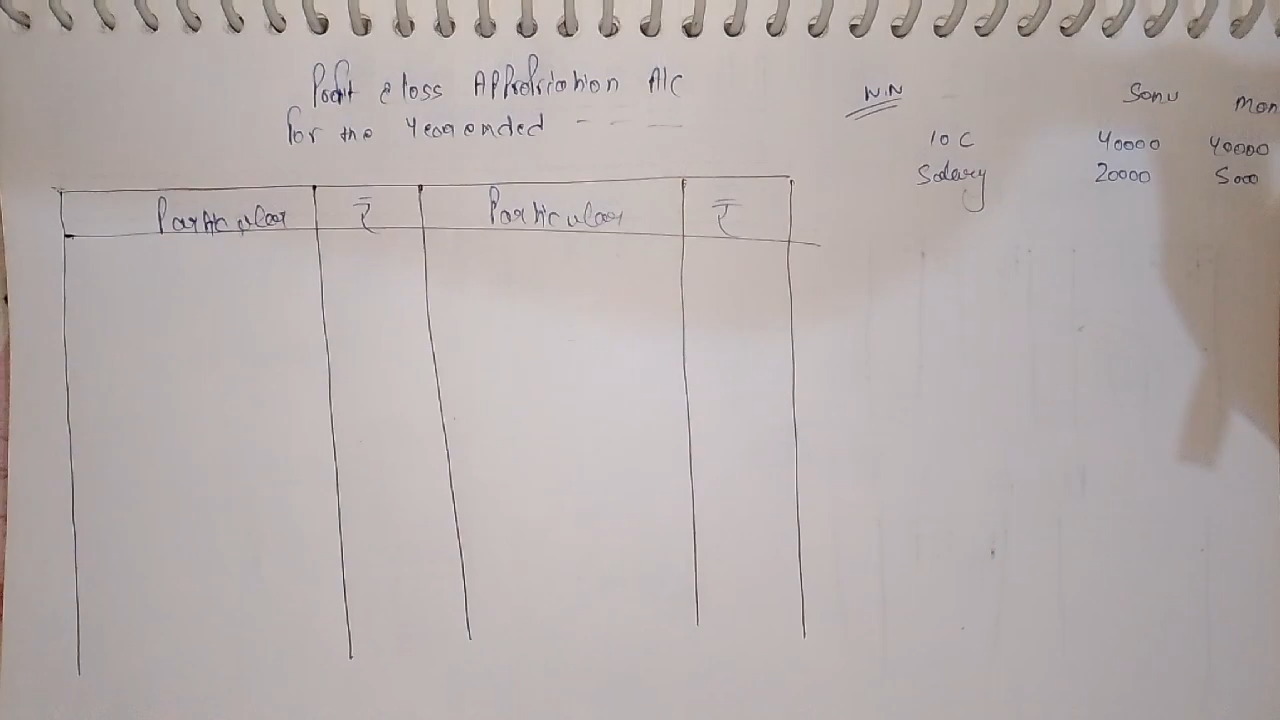 Profit & loss Appropriation A/c
for the Year ended - - -
Particular ₹ Particular ₹
W.N
Sonu Mon
IOC 40000 40000
Salary 20000 5000